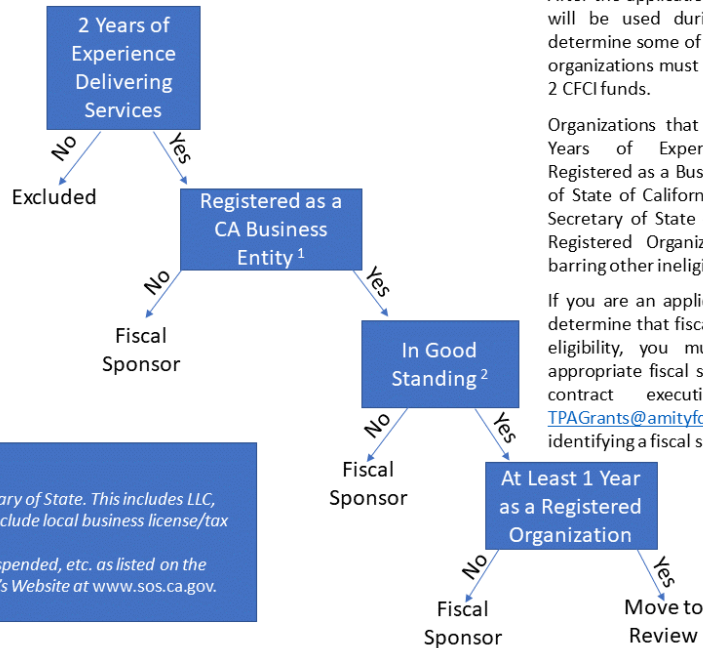 2 Years of
Experience
Delivering
Services
No
Yes
Excluded
Registered as a
CA Business
Entity 1
No
Yes
Fiscal
Sponsor
In Good
Standing 2
No
Yes
Fiscal
Sponsor
At Least 1 Year
as a Registered
Organization
No
Yes
Fiscal
Sponsor
Move to
Review
After the application
will be used duri
determine some of
organizations must
2 CFCI funds.
Organizations that
Years of Exper
Registered as a Bus
of State of Californ
Secretary of State
Registered Organiz
barring other ineligi
If you are an appli
determine that fisca
eligibility, you mu
appropriate fiscal s
contract executi
TPAGrants@amityfo
identifying a fiscal s
ary of State. This includes LLC,
clude local business license/tax
spended, etc. as listed on the
's Website at www.sos.ca.gov.